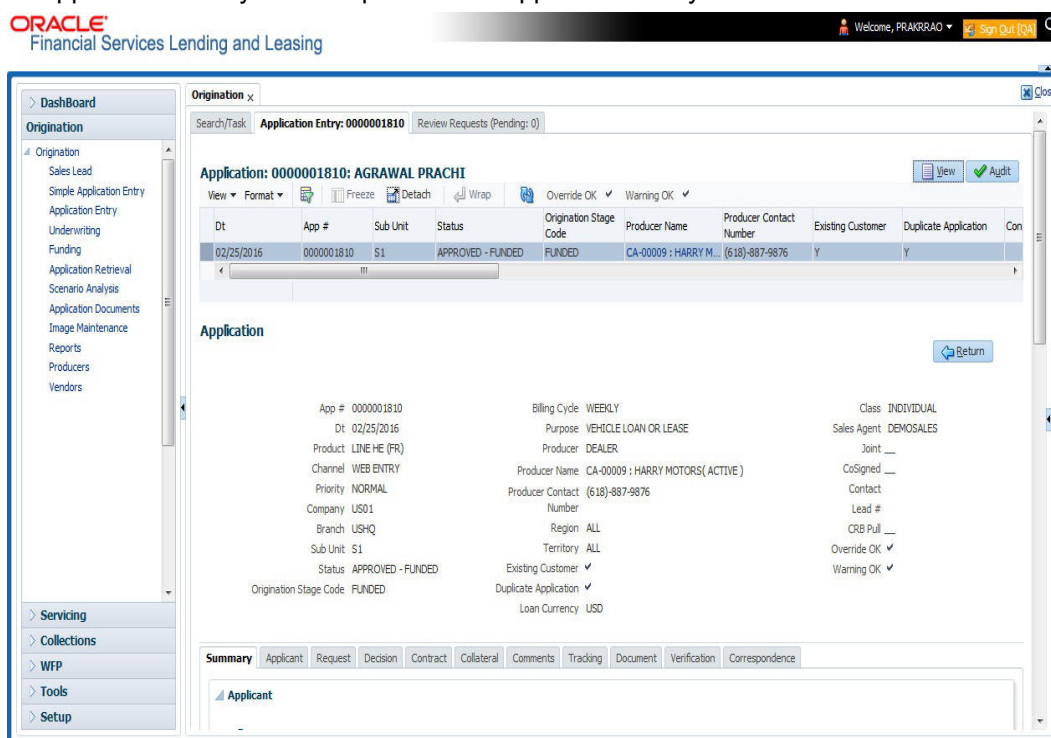 ORACLE'
Financial Services Lending and Leasing
Welcome, PRAKRRAO
Sign Out [QA]
Origination x
Close
DashBoard
Origination
Origination
Sales Lead
Simple Application Entry
Application Entry
Underwriting
Funding
Application Retrieval
Scenario Analysis
Application Documents
Image Maintenance
Reports
Producers
Vendors
Servicing
Collections
WFP
Tools
Setup
Search/Task Application Entry: 0000001810 Review Requests (Pending: 0)
Application: 0000001810: AGRAWAL PRACHI
View Audit
View Format Freeze Detach Wrap Override OK Warning OK
Dt App # Sub Unit Status Origination Stage Code Producer Name Producer Contact Number Existing Customer Duplicate Application Con
02/25/2016 0000001810 S1 APPROVED - FUNDED FUNDED CA-00009 : HARRY M... (618)-887-9876 Y Y
Application
Return
App # 0000001810
Dt 02/25/2016
Product LINE HE (FR)
Channel WEB ENTRY
Priority NORMAL
Company US01
Branch USHQ
Sub Unit S1
Status APPROVED - FUNDED
Origination Stage Code FUNDED
Billing Cycle WEEKLY
Purpose VEHICLE LOAN OR LEASE
Producer DEALER
Producer Name CA-00009 : HARRY MOTORS( ACTIVE )
Producer Contact Number (618)-887-9876
Region ALL
Territory ALL
Existing Customer
Duplicate Application
Loan Currency USD
Class INDIVIDUAL
Sales Agent DEMOSALES
Joint
CoSigned
Contact
Lead #
CRB Pull
Override OK
Warning OK
Summary Applicant Request Decision Contract Collateral Comments Tracking Document Verification Correspondence
Applicant